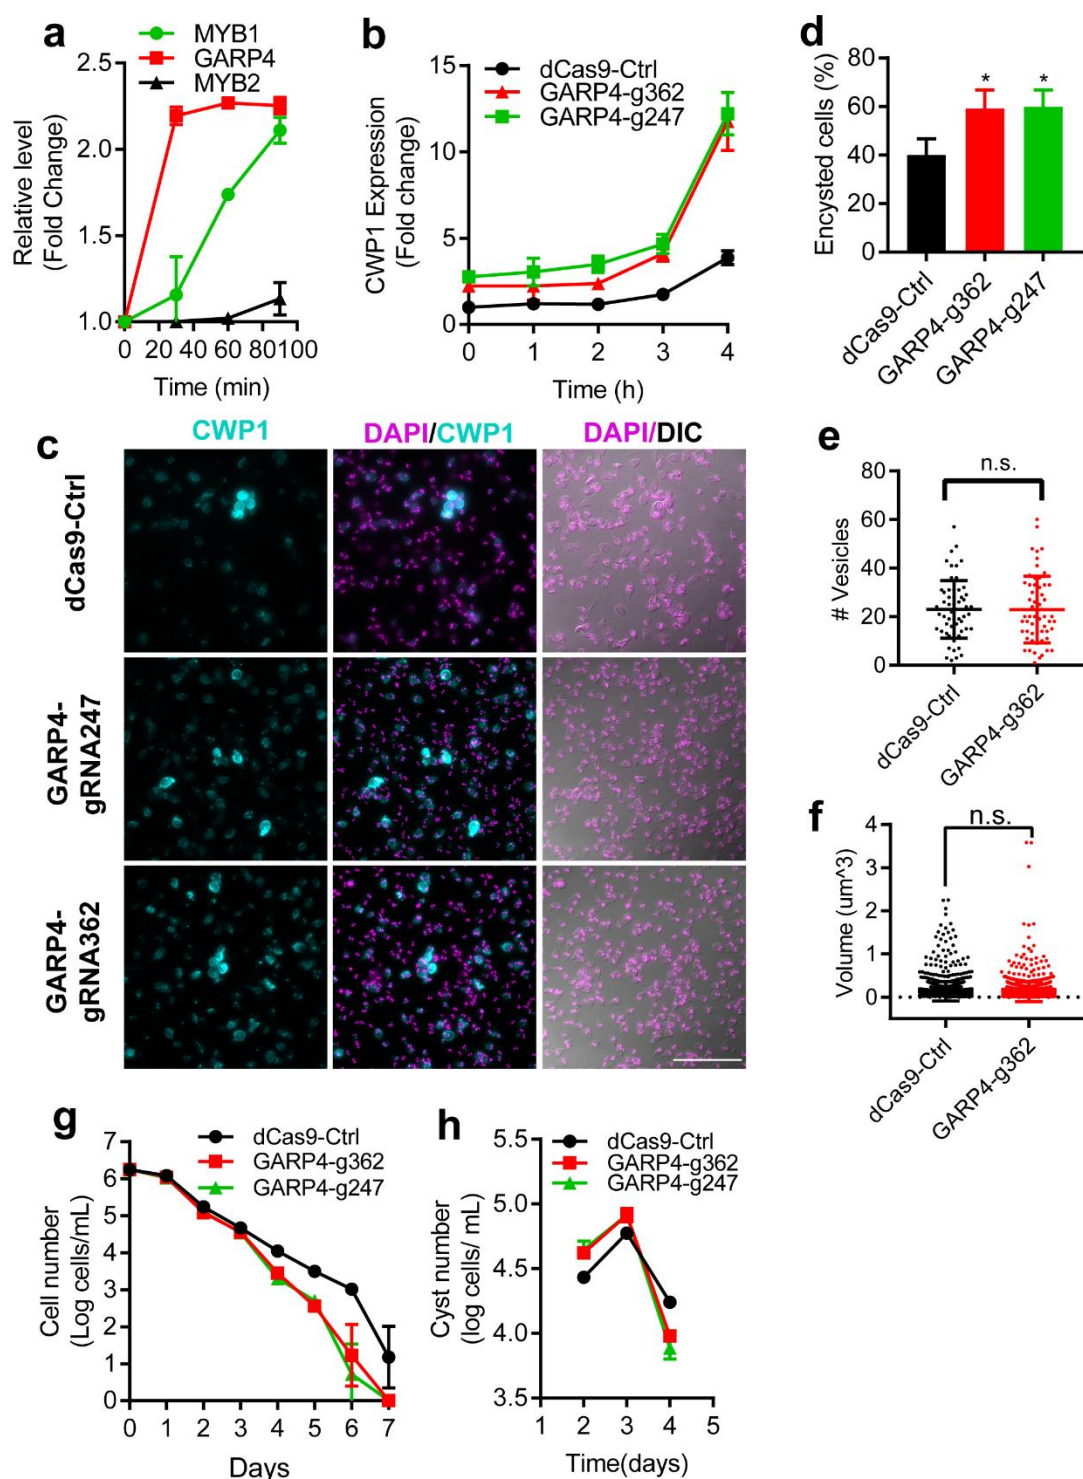 a
MYB1
GARP4
MYB2
2.5
2.0
1.5
1.0
0 20 40 60 80 100
Relative level
(Fold Change)
Time (min)
b
dCas9-Ctrl
GARP4-g362
GARP4-g247
15
10
5
0
0 1 2 3 4
CWP1 Expression
(Fold change)
Time (h)
d
80
60
40
20
0
* *
Encysted cells (%)
dCas9-Ctrl
GARP4-g362
GARP4-g247
c
CWP1
DAPI/CWP1
DAPI/DIC
dCas9-Ctrl
GARP4-
gRNA247
GARP4-
gRNA362
e
n.s.
80
60
40
20
0
# Vesicles
dCas9-Ctrl
GARP4-g362
f
n.s.
4
3
2
1
0
Volume (um^3)
dCas9-Ctrl
GARP4-g362
g
dCas9-Ctrl
GARP4-g362
GARP4-g247
7
6
5
4
3
2
1
0
0 1 2 3 4 5 6 7
Cell number
(Log cells/mL)
Days
h
dCas9-Ctrl
GARP4-g362
GARP4-g247
5.5
5.0
4.5
4.0
3.5
1 2 3 4 5
Cyst number
(log cells/ mL)
Time(days)